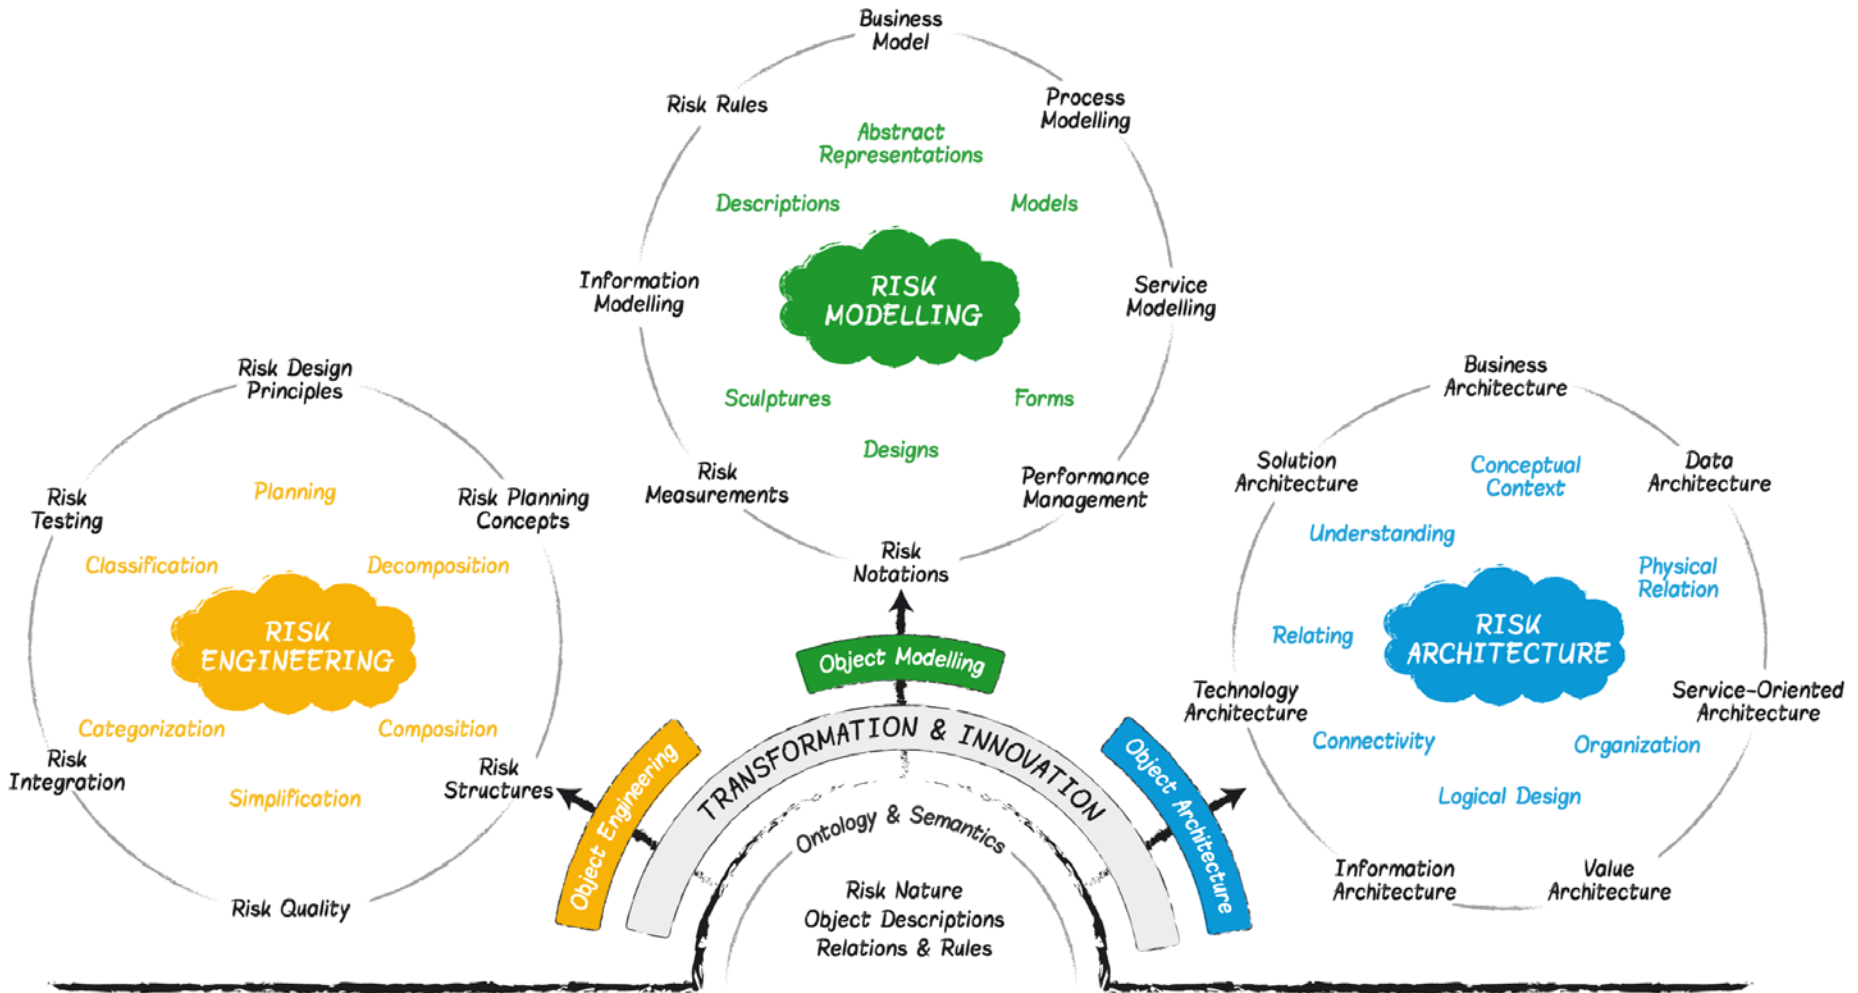 Business
Model
Risk Rules
Process
Modelling
Abstract
Representations
Descriptions
Models
Information
Modelling
RISK
MODELLING
Service
Modelling
Sculptures
Forms
Designs
Risk
Measurements
Performance
Management
Risk
Notations
Risk Design
Principles
Risk
Testing
Planning
Risk Planning
Concepts
Classification
Decomposition
RISK
ENGINEERING
Categorization
Composition
Risk
Integration
Simplification
Risk
Structures
Risk Quality
Business
Architecture
Solution
Architecture
Conceptual
Context
Data
Architecture
Understanding
Physical
Relation
Relating
RISK
ARCHITECTURE
Technology
Architecture
Service-Oriented
Architecture
Connectivity
Organization
Logical Design
Information
Architecture
Value
Architecture
Object Modelling
Object Engineering
TRANSFORMATION & INNOVATION
Object Architecture
Ontology & Semantics
Risk Nature
Object Descriptions
Relations & Rules